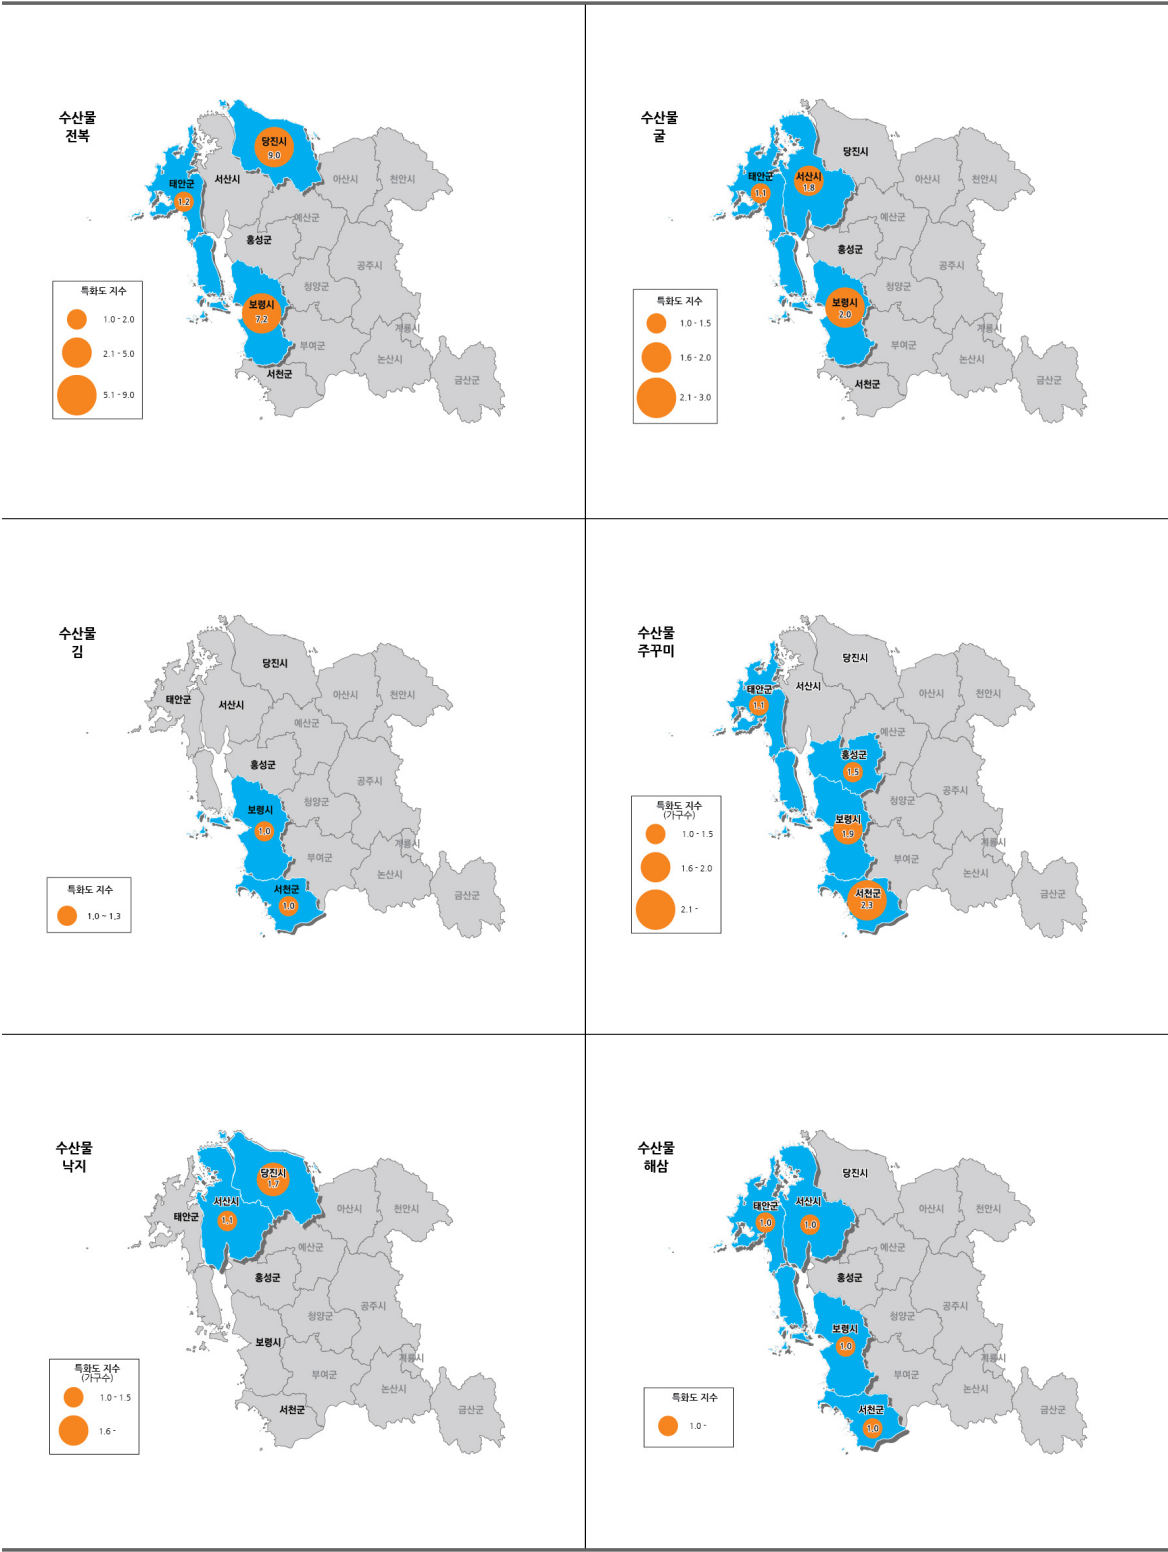 수산물
전복
당진시
9.0
태안군
1.2
서산시
아산시
천안시
예산군
홍성군
공주시
청양군
보령시
7.2
계룡시
부여군
논산시
서천군
금산군
특화도 지수
1.0 - 2.0
2.1 - 5.0
5.1 - 9.0
수산물
굴
당진시
태안군
1.1
서산시
1.8
아산시
천안시
예산군
홍성군
공주시
청양군
보령시
2.0
계룡시
부여군
논산시
서천군
금산군
특화도 지수
1.0 - 1.5
1.6 - 2.0
2.1 - 3.0
수산물
김
당진시
태안군
서산시
아산시
천안시
예산군
홍성군
공주시
청양군
보령시
1.0
계룡시
부여군
논산시
서천군
1.0
금산군
특화도 지수
1.0 ~ 1.3
수산물
주꾸미
당진시
태안군
1.1
서산시
아산시
천안시
예산군
홍성군
1.5
공주시
청양군
보령시
1.9
계룡시
부여군
논산시
서천군
2.3
금산군
특화도 지수
(가구수)
1.0 - 1.5
1.6 - 2.0
2.1 -
수산물
낙지
당진시
1.7
서산시
1.1
태안군
아산시
천안시
예산군
홍성군
공주시
청양군
보령시
계룡시
부여군
논산시
서천군
금산군
특화도 지수
(가구수)
1.0 - 1.5
1.6 -
수산물
해삼
당진시
태안군
1.0
서산시
1.0
아산시
천안시
예산군
홍성군
공주시
청양군
보령시
1.0
계룡시
부여군
논산시
서천군
1.0
금산군
특화도 지수
1.0 -